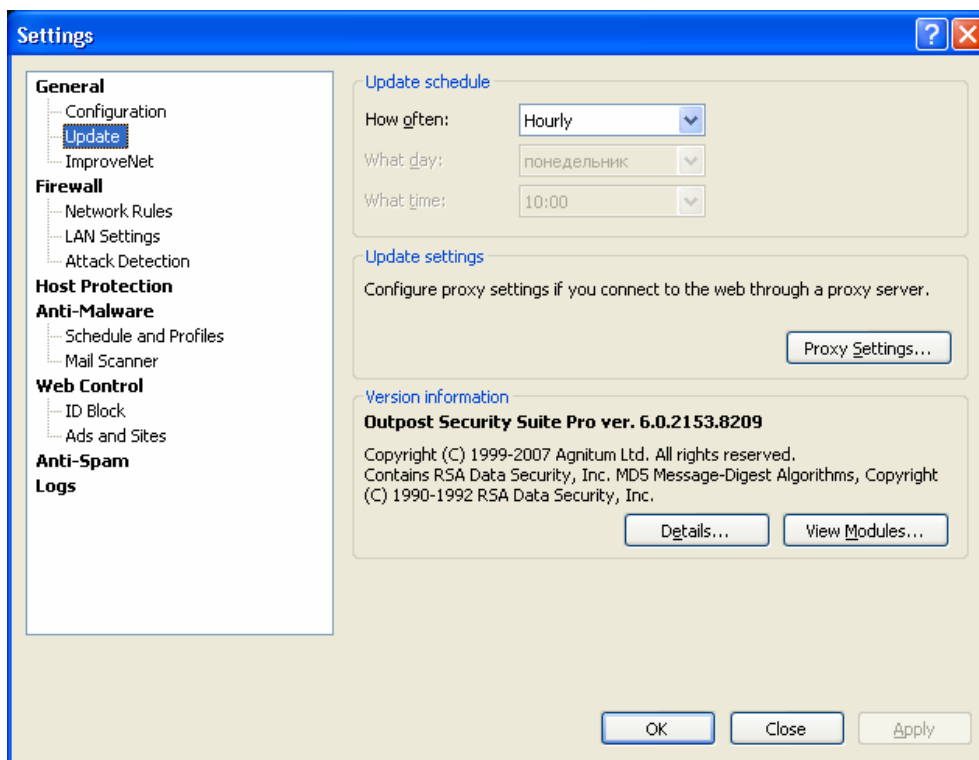 Settings
General
Configuration
Update
ImproveNet
Firewall
Network Rules
LAN Settings
Attack Detection
Host Protection
Anti-Malware
Schedule and Profiles
Mail Scanner
Web Control
ID Block
Ads and Sites
Anti-Spam
Logs
Update schedule
How often: Hourly
What day: понедельник
What time: 10:00
Update settings
Configure proxy settings if you connect to the web through a proxy server.
Proxy Settings...
Version information
Outpost Security Suite Pro ver. 6.0.2153.8209
Copyright (C) 1999-2007 Agnitum Ltd. All rights reserved.
Contains RSA Data Security, Inc. MD5 Message-Digest Algorithms, Copyright
(C) 1990-1992 RSA Data Security, Inc.
Details... View Modules...
OK Close Apply